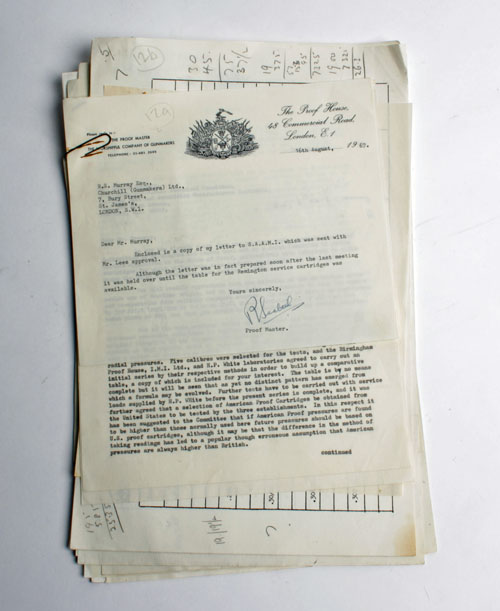 12a
7
30
45
75
37½
19
375
12a
The Proof House,
48 Commercial Road,
London, E.1
THE PROOF MASTER
THE WORSHIPFUL COMPANY OF GUNMAKERS
16th August, 1969.
R.S. Murray Esq.,
Churchill (Gunmakers) Ltd.,
7, Bury Street,
St. James's,
LONDON, S.W.1.
Dear Mr. Murray,
Enclosed is a copy of my letter to S.A.A.M.I. which was sent with
Mr. Lees approval.
Although the letter was in fact prepared soon after the last meeting
it was held over until the table for the Remington service cartridges was
available.
Yours sincerely,
Proof Master.
radial pressures. Five calibres were selected for the tests, and the Birmingham
Proof House, I.M.I. Ltd., and H.P. White laboratories agreed to carry out an
initial series by their respective methods in order to build up a comparative
table, a copy of which is included for your interest. The table is by no means
complete but it will be seen that as yet no distinct pattern has emerged from
which a formula may be evolved. Further tests have to be carried out with service
loads supplied by H.P. White before the present series is complete, and it was
further agreed that a selection of American Proof Cartridges be obtained from
the United States to be tested by the three establishments. In this respect it
has been suggested to the Committee that if American Proof pressures are found
to be higher than those normally used here future pressures should be based on
U.S. proof cartridges, although it may be that the difference in the method of
taking readings has led to a popular though erroneous assumption that American
pressures are always higher than British.
continued